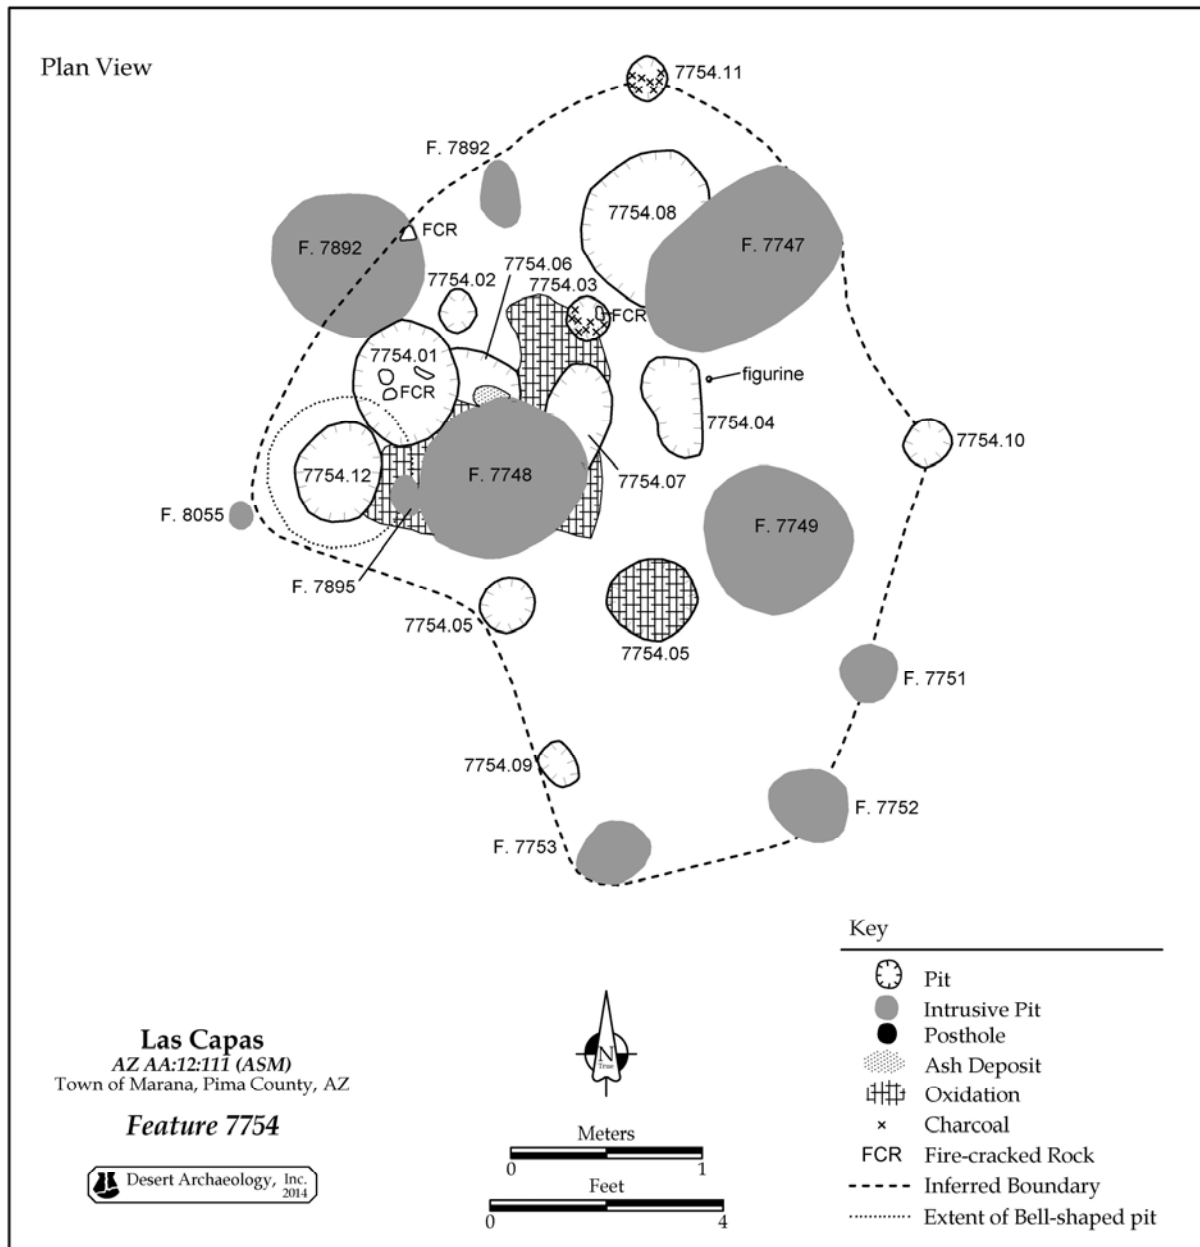 Plan View
7754.11
F. 7892
7754.08
F. 7892
FCR
F. 7747
7754.06
7754.02
7754.03
FCR
7754.01
FCR
figurine
7754.04
7754.10
7754.12
F. 7748
7754.07
F. 8055
F. 7749
F. 7895
7754.05
7754.05
F. 7751
7754.09
F. 7752
F. 7753
Key
Pit
Intrusive Pit
Posthole
Ash Deposit
Oxidation
Charcoal
FCR Fire-cracked Rock
Inferred Boundary
Extent of Bell-shaped pit
Las Capas
AZ AA:12:111 (ASM)
Town of Marana, Pima County, AZ
Feature 7754
Desert Archaeology, Inc.
2014
N
True
Meters
0 1
Feet
0 4